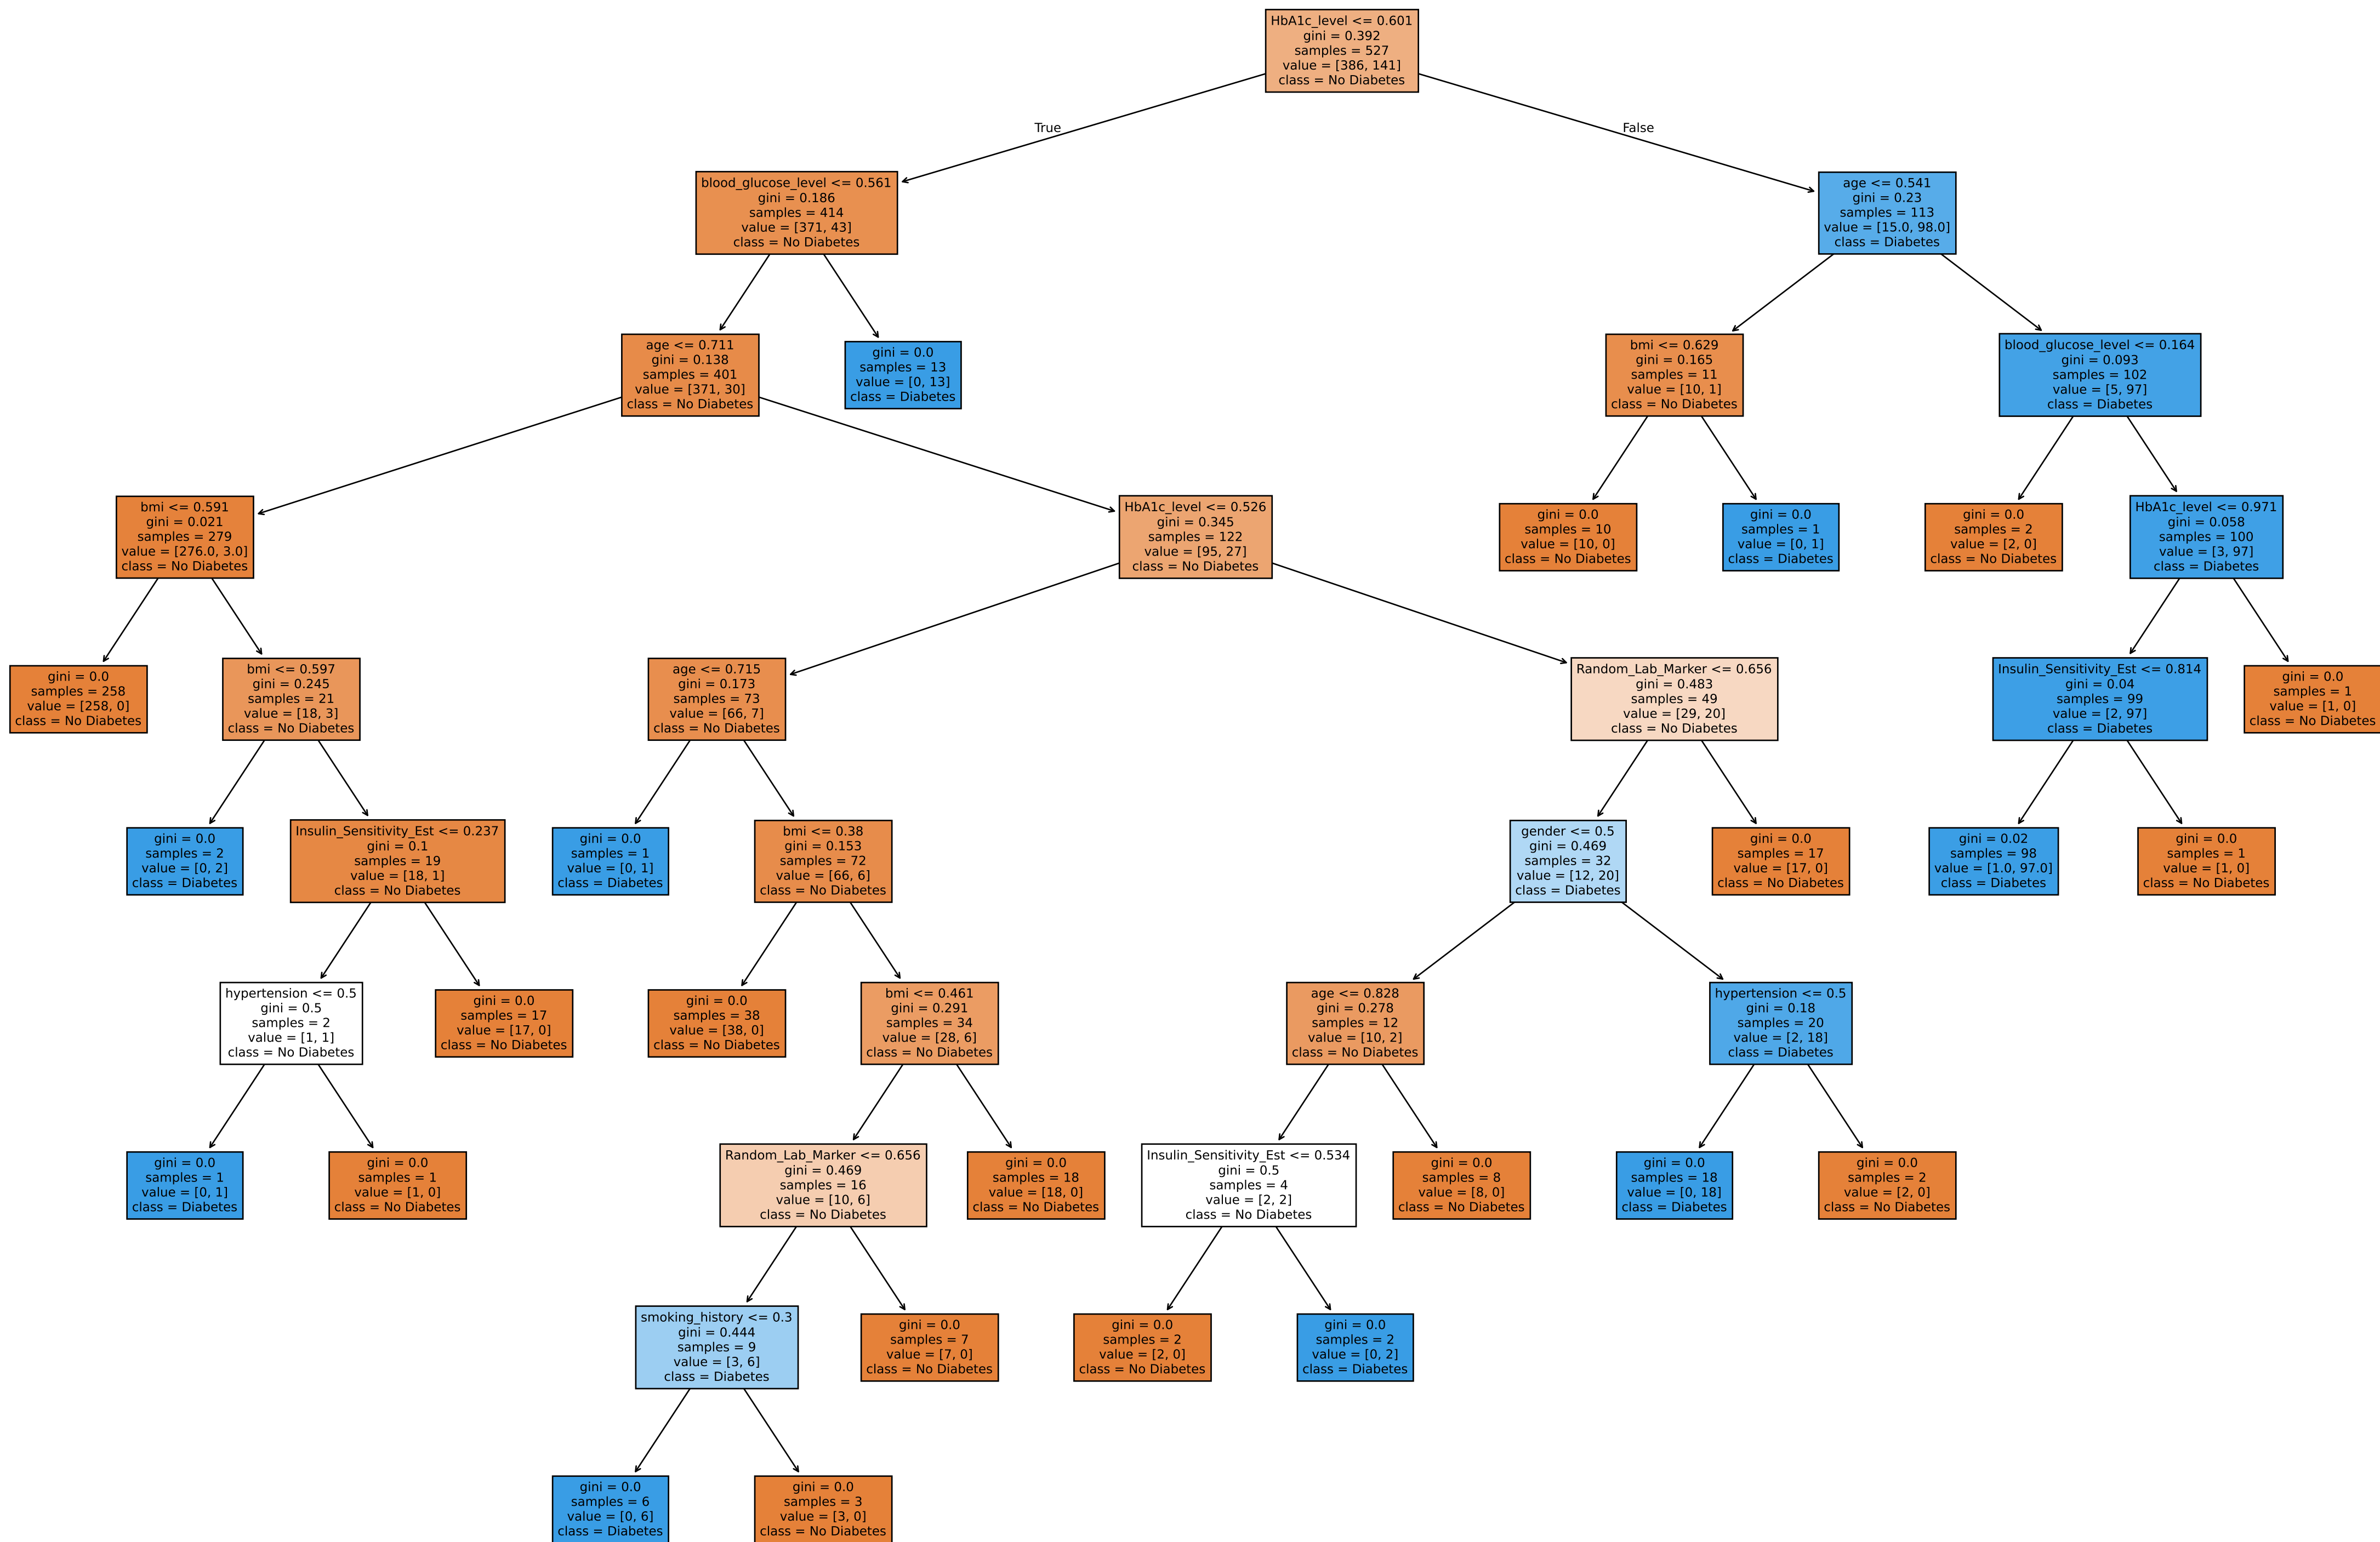 HbA1c_level <= 0.601
gini = 0.392
samples = 527
value = [386, 141]
class = No Diabetes
True
False
blood_glucose_level <= 0.561
gini = 0.186
samples = 414
value = [371, 43]
class = No Diabetes
age <= 0.541
gini = 0.23
samples = 113
value = [15.0, 98.0]
class = Diabetes
age <= 0.711
gini = 0.138
samples = 401
value = [371, 30]
class = No Diabetes
gini = 0.0
samples = 13
value = [0, 13]
class = Diabetes
bmi <= 0.629
gini = 0.165
samples = 11
value = [10, 1]
class = No Diabetes
blood_glucose_level <= 0.164
gini = 0.093
samples = 102
value = [5, 97]
class = Diabetes
bmi <= 0.591
gini = 0.021
samples = 279
value = [276.0, 3.0]
class = No Diabetes
HbA1c_level <= 0.526
gini = 0.345
samples = 122
value = [95, 27]
class = No Diabetes
gini = 0.0
samples = 10
value = [10, 0]
class = No Diabetes
gini = 0.0
samples = 1
value = [0, 1]
class = Diabetes
gini = 0.0
samples = 2
value = [2, 0]
class = No Diabetes
HbA1c_level <= 0.971
gini = 0.058
samples = 100
value = [3, 97]
class = Diabetes
gini = 0.0
samples = 258
value = [258, 0]
class = No Diabetes
bmi <= 0.597
gini = 0.245
samples = 21
value = [18, 3]
class = No Diabetes
age <= 0.715
gini = 0.173
samples = 73
value = [66, 7]
class = No Diabetes
Random_Lab_Marker <= 0.656
gini = 0.483
samples = 49
value = [29, 20]
class = No Diabetes
Insulin_Sensitivity_Est <= 0.814
gini = 0.04
samples = 99
value = [2, 97]
class = Diabetes
gini = 0.0
samples = 1
value = [1, 0]
class = No Diabetes
gini = 0.0
samples = 2
value = [0, 2]
class = Diabetes
Insulin_Sensitivity_Est <= 0.237
gini = 0.1
samples = 19
value = [18, 1]
class = No Diabetes
gini = 0.0
samples = 1
value = [0, 1]
class = Diabetes
bmi <= 0.38
gini = 0.153
samples = 72
value = [66, 6]
class = No Diabetes
gender <= 0.5
gini = 0.469
samples = 32
value = [12, 20]
class = Diabetes
gini = 0.0
samples = 17
value = [17, 0]
class = No Diabetes
gini = 0.02
samples = 98
value = [1.0, 97.0]
class = Diabetes
gini = 0.0
samples = 1
value = [1, 0]
class = No Diabetes
hypertension <= 0.5
gini = 0.5
samples = 2
value = [1, 1]
class = No Diabetes
gini = 0.0
samples = 17
value = [17, 0]
class = No Diabetes
gini = 0.0
samples = 38
value = [38, 0]
class = No Diabetes
bmi <= 0.461
gini = 0.291
samples = 34
value = [28, 6]
class = No Diabetes
age <= 0.828
gini = 0.278
samples = 12
value = [10, 2]
class = No Diabetes
hypertension <= 0.5
gini = 0.18
samples = 20
value = [2, 18]
class = Diabetes
gini = 0.0
samples = 1
value = [0, 1]
class = Diabetes
gini = 0.0
samples = 1
value = [1, 0]
class = No Diabetes
Random_Lab_Marker <= 0.656
gini = 0.469
samples = 16
value = [10, 6]
class = No Diabetes
gini = 0.0
samples = 18
value = [18, 0]
class = No Diabetes
Insulin_Sensitivity_Est <= 0.534
gini = 0.5
samples = 4
value = [2, 2]
class = No Diabetes
gini = 0.0
samples = 8
value = [8, 0]
class = No Diabetes
gini = 0.0
samples = 18
value = [0, 18]
class = Diabetes
gini = 0.0
samples = 2
value = [2, 0]
class = No Diabetes
smoking_history <= 0.3
gini = 0.444
samples = 9
value = [3, 6]
class = Diabetes
gini = 0.0
samples = 7
value = [7, 0]
class = No Diabetes
gini = 0.0
samples = 2
value = [2, 0]
class = No Diabetes
gini = 0.0
samples = 2
value = [0, 2]
class = Diabetes
gini = 0.0
samples = 6
value = [0, 6]
class = Diabetes
gini = 0.0
samples = 3
value = [3, 0]
class = No Diabetes